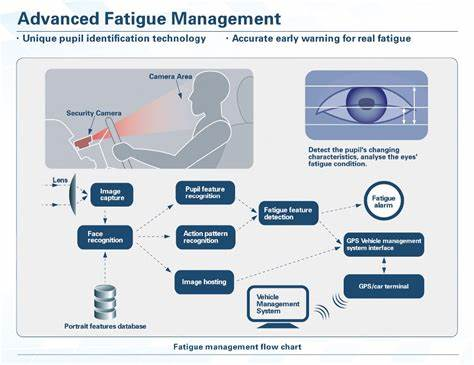 Advanced Fatigue Management
· Unique pupil identification technology
· Accurate early warning for real fatigue
Camera Area
Security Camera
Detect the pupil's changing
characteristics, analyse the eyes'
fatigue condition.
Lens
Image
capture
Pupil feature
recognition
Fatigue feature
detection
Fatigue
alarm
Face
recognition
Action pattern
recognition
GPS Vehicle management
system interface
Image hosting
Vehicle
Management
System
GPS/car terminal
Portrait features database
Fatigue management flow chart